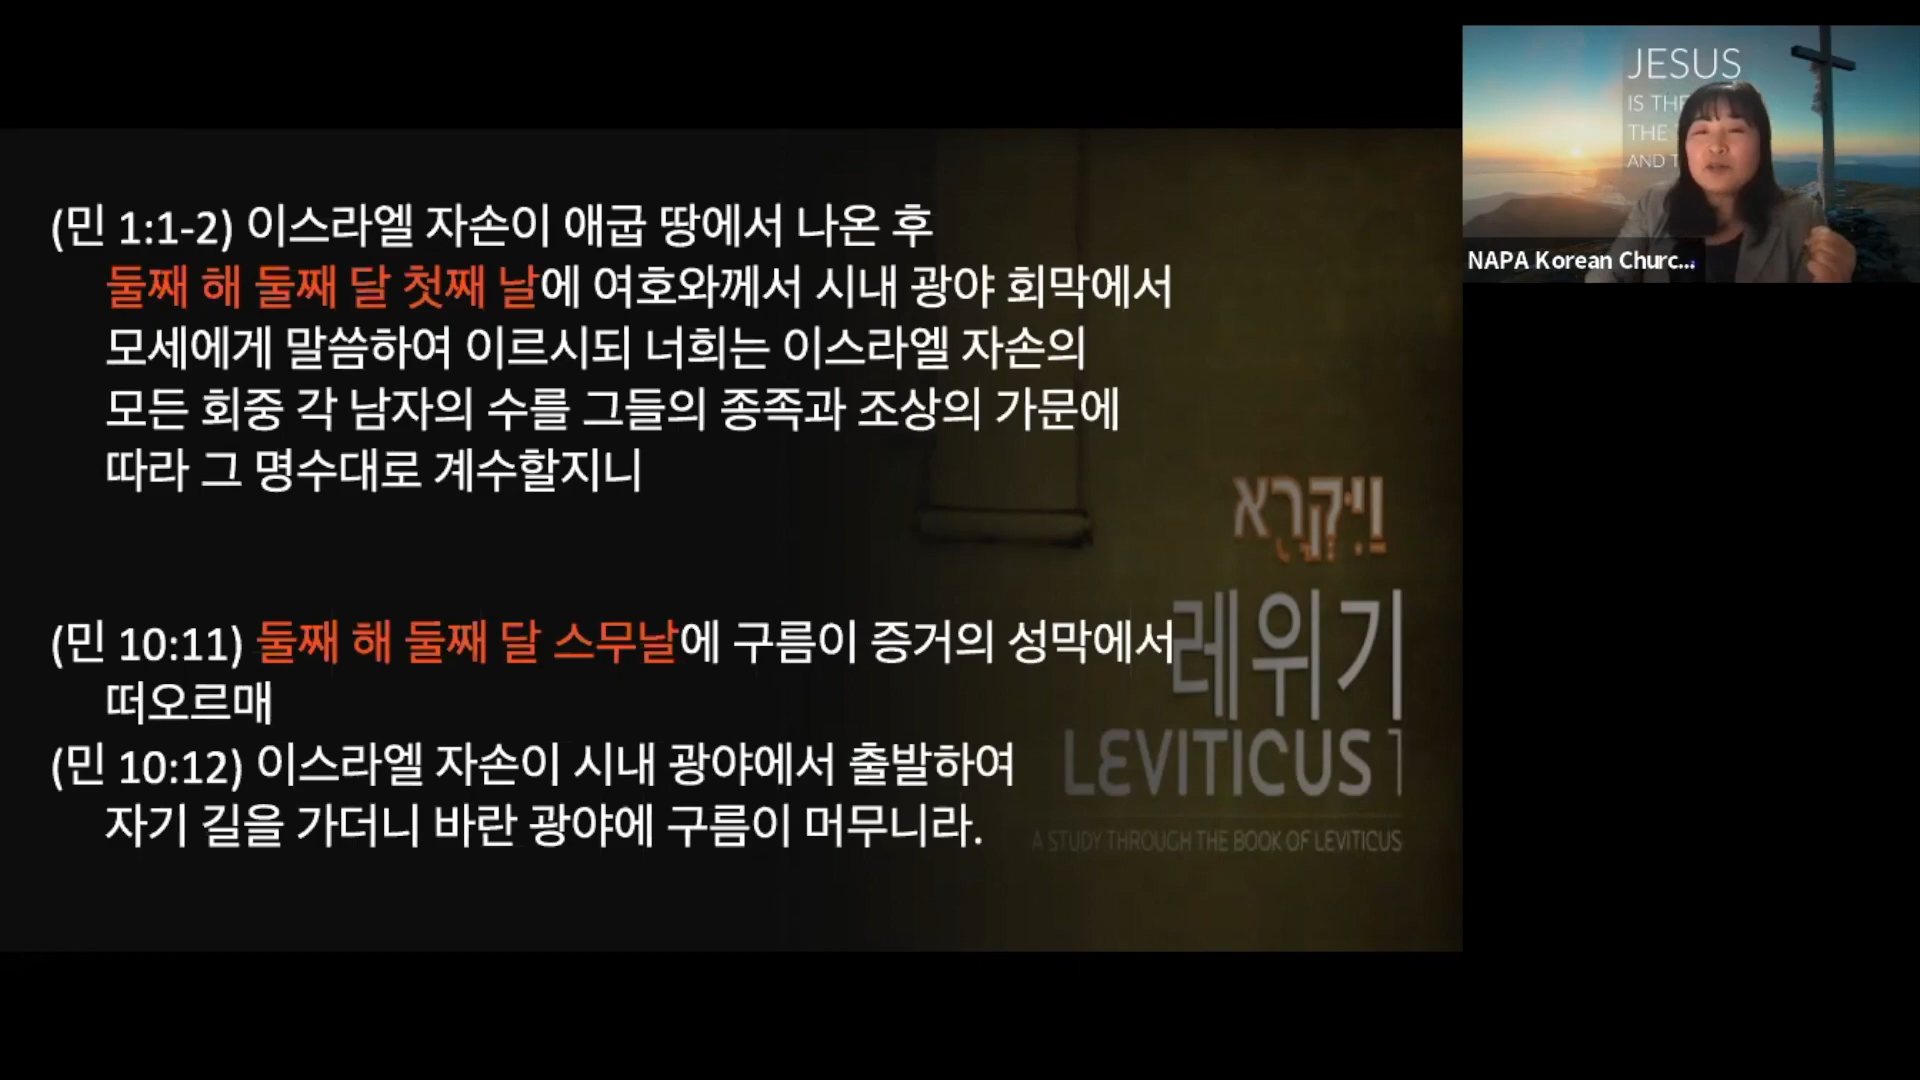 (민 1:1-2) 이스라엘 자손이 애굽 땅에서 나온 후
둘째 해 둘째 달 첫째 날에 여호와께서 시내 광야 회막에서
모세에게 말씀하여 이르시되 너희는 이스라엘 자손의
모든 회중 각 남자의 수를 그들의 종족과 조상의 가문에
따라 그 명수대로 계수할지니
(민 10:11) 둘째 해 둘째 달 스무날에 구름이 증거의 성막에서
떠오르매
(민 10:12) 이스라엘 자손이 시내 광야에서 출발하여
자기 길을 가더니 바란 광야에 구름이 머무니라.
וַיִּקְרָא
레위기
LEVITICUS 1
A STUDY THROUGH THE BOOK OF LEVITICUS
JESUS
IS THE
THE
AND T
NAPA Korean Churc...